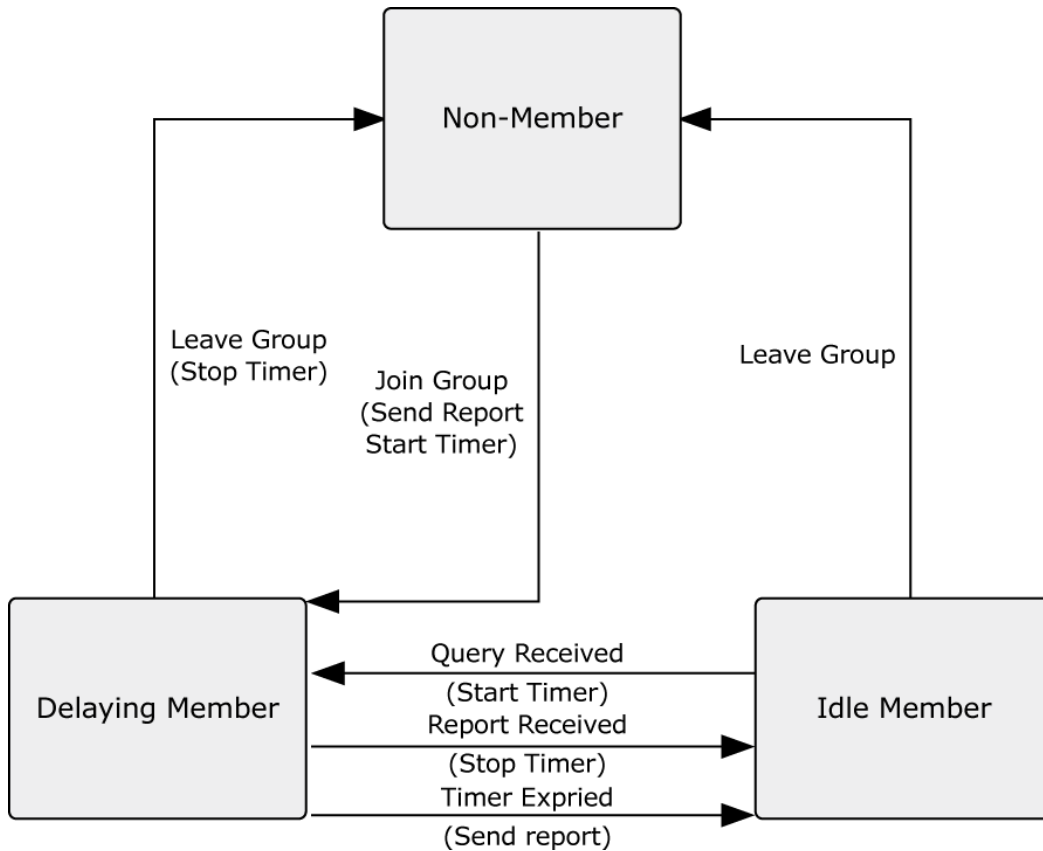 Non-Member
Leave Group
(Stop Timer)
Join Group
(Send Report
Start Timer)
Leave Group
Delaying Member
Query Received
(Start Timer)
Report Received
(Stop Timer)
Timer Expried
(Send report)
Idle Member